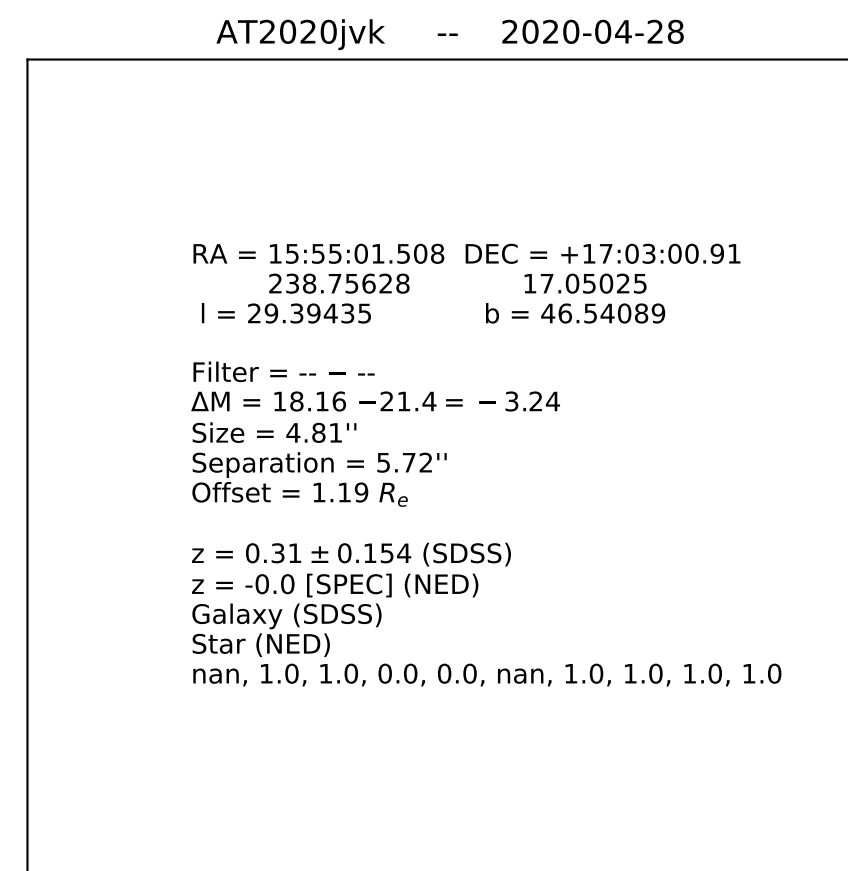 AT2020jvk -- 2020-04-28
RA = 15:55:01.508 DEC = +17:03:00.91
238.75628 17.05025
l = 29.39435 b = 46.54089
Filter = -- − --
ΔM = 18.16 −21.4 = − 3.24
Size = 4.81''
Separation = 5.72''
Offset = 1.19 Rₑ
z = 0.31 ± 0.154 (SDSS)
z = -0.0 [SPEC] (NED)
Galaxy (SDSS)
Star (NED)
nan, 1.0, 1.0, 0.0, 0.0, nan, 1.0, 1.0, 1.0, 1.0